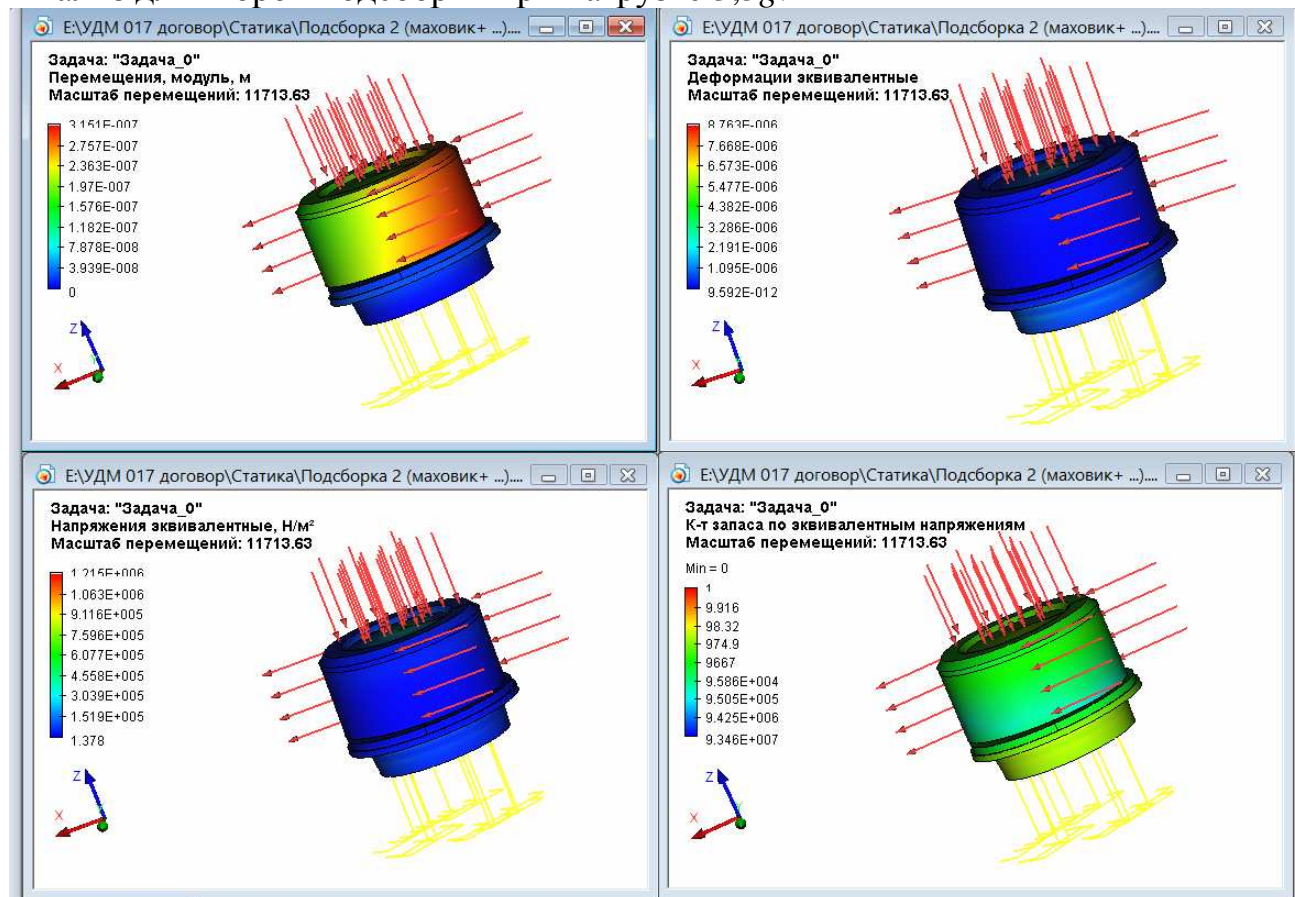 E:\УДМ 017 договор\Статика\Подсборка 2 (маховик+ ...)....
Задача: "Задача_0"
Перемещения, модуль, м
Масштаб перемещений: 11713.63
3.151E-007
2.757E-007
2.363E-007
1.97E-007
1.576E-007
1.182E-007
7.878E-008
3.939E-008
0
Z
X
E:\УДМ 017 договор\Статика\Подсборка 2 (маховик+ ...)....
Задача: "Задача_0"
Деформации эквивалентные
Масштаб перемещений: 11713.63
8.763E-006
7.668E-006
6.573E-006
5.477E-006
4.382E-006
3.286E-006
2.191E-006
1.095E-006
9.592E-012
Z
X
E:\УДМ 017 договор\Статика\Подсборка 2 (маховик+ ...)....
Задача: "Задача_0"
Напряжения эквивалентные, Н/м²
Масштаб перемещений: 11713.63
1.215E+006
1.063E+006
9.116E+005
7.596E+005
6.077E+005
4.558E+005
3.039E+005
1.519E+005
1.378
Z
X
E:\УДМ 017 договор\Статика\Подсборка 2 (маховик+ ...)....
Задача: "Задача_0"
К-т запаса по эквивалентным напряжениям
Масштаб перемещений: 11713.63
Min = 0
1
9.916
98.32
974.9
9667
9.586E+004
9.505E+005
9.425E+006
9.346E+007
Z
X